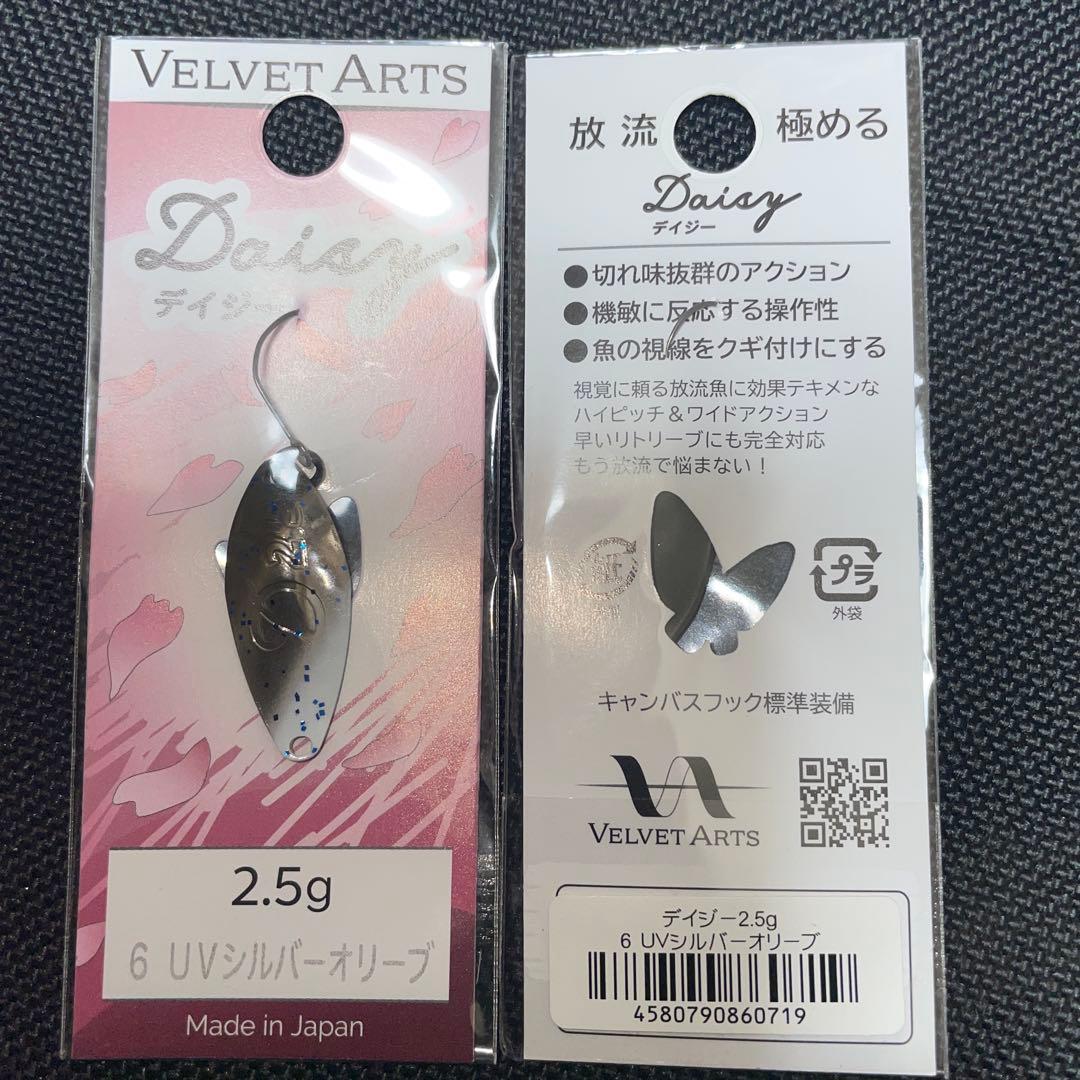 VELVET ARTS
Daisy
デイジー
2.5
2.5g
6 UVシルバーオリーブ
Made in Japan
放流 極める
Daisy
デイジー
●切れ味抜群のアクション
●機敏に反応する操作性
●魚の視線をクギ付けにする
視覚に頼る放流魚に効果テキメンな
ハイピッチ&ワイドアクション
早いリトリーブにも完全対応
もう放流で悩まない!
プラ
外袋
キャンバスフック標準装備
VELVET ARTS
デイジー2.5g
6 UVシルバーオリーブ
4580790860719